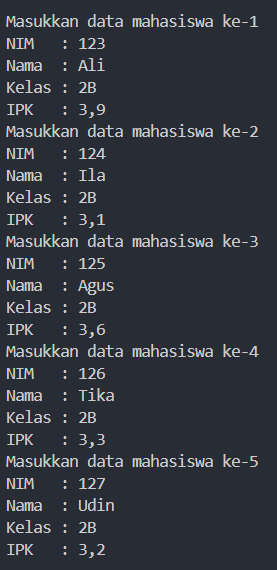 Masukkan data mahasiswa ke-1
NIM   : 123
Nama  : Ali
Kelas : 2B
IPK   : 3,9
Masukkan data mahasiswa ke-2
NIM   : 124
Nama  : Ila
Kelas : 2B
IPK   : 3,1
Masukkan data mahasiswa ke-3
NIM   : 125
Nama  : Agus
Kelas : 2B
IPK   : 3,6
Masukkan data mahasiswa ke-4
NIM   : 126
Nama  : Tika
Kelas : 2B
IPK   : 3,3
Masukkan data mahasiswa ke-5
NIM   : 127
Nama  : Udin
Kelas : 2B
IPK   : 3,2